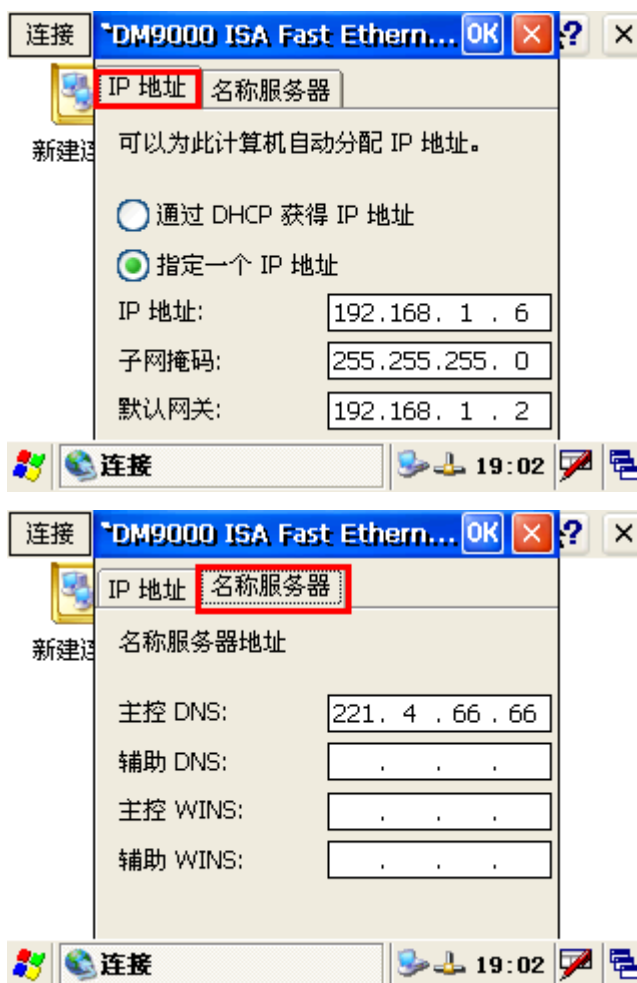 连接 "DM9000 ISA Fast Ethern... OK × ? ×
IP 地址 名称服务器
新建连
可以为此计算机自动分配 IP 地址。
通过 DHCP 获得 IP 地址
指定一个 IP 地址
IP 地址: 192.168. 1 . 6
子网掩码: 255.255.255. 0
默认网关: 192.168. 1 . 2
连接 19:02
连接 "DM9000 ISA Fast Ethern... OK × ? ×
IP 地址 名称服务器
新建连
名称服务器地址
主控 DNS: 221. 4 .66.66
辅助 DNS: . . .
主控 WINS: . . .
辅助 WINS: . . .
连接 19:02